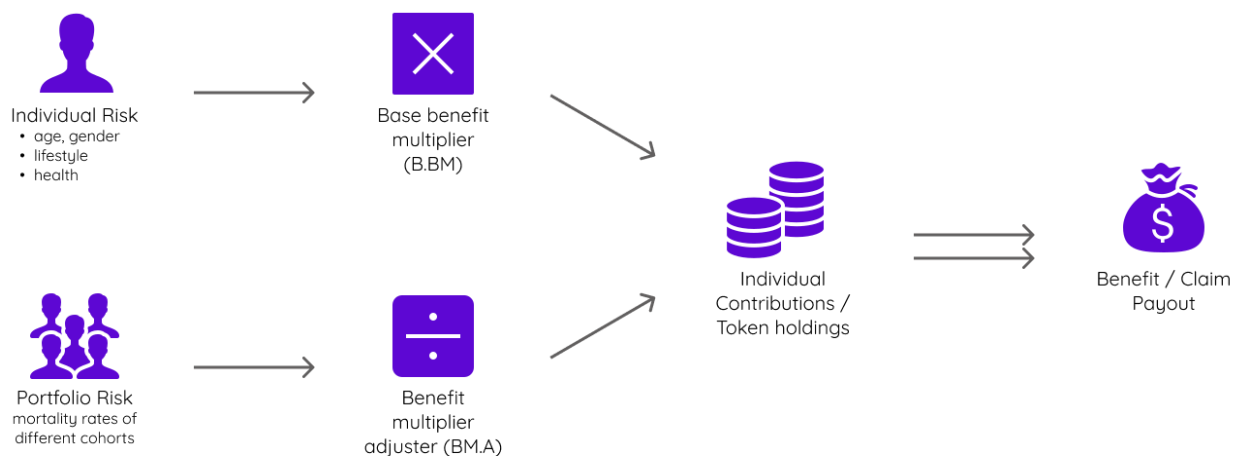 Individual Risk
• age, gender
• lifestyle
• health
Base benefit
multiplier
(B.BM)
Individual
Contributions /
Token holdings
$
Benefit / Claim
Payout
Portfolio Risk
mortality rates of
different cohorts
Benefit
multiplier
adjuster (BM.A)